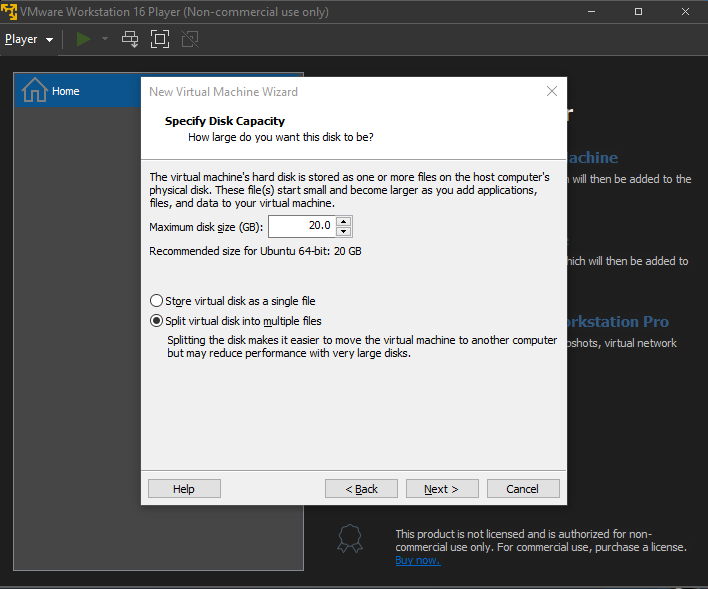 VMware Workstation 16 Player (Non-commercial use only)
Player
Home
New Virtual Machine Wizard
Specify Disk Capacity
How large do you want this disk to be?
The virtual machine's hard disk is stored as one or more files on the host computer's
physical disk. These file(s) start small and become larger as you add applications,
files, and data to your virtual machine.
Maximum disk size (GB): 20.0
Recommended size for Ubuntu 64-bit: 20 GB
Store virtual disk as a single file
Split virtual disk into multiple files
Splitting the disk makes it easier to move the virtual machine to another computer
but may reduce performance with very large disks.
Help
< Back
Next >
Cancel
will then be added to the
will then be added to
Workstation Pro
virtual network
This product is not licensed and is authorized for non-
commercial use only. For commercial use, purchase a license.
Buy now.